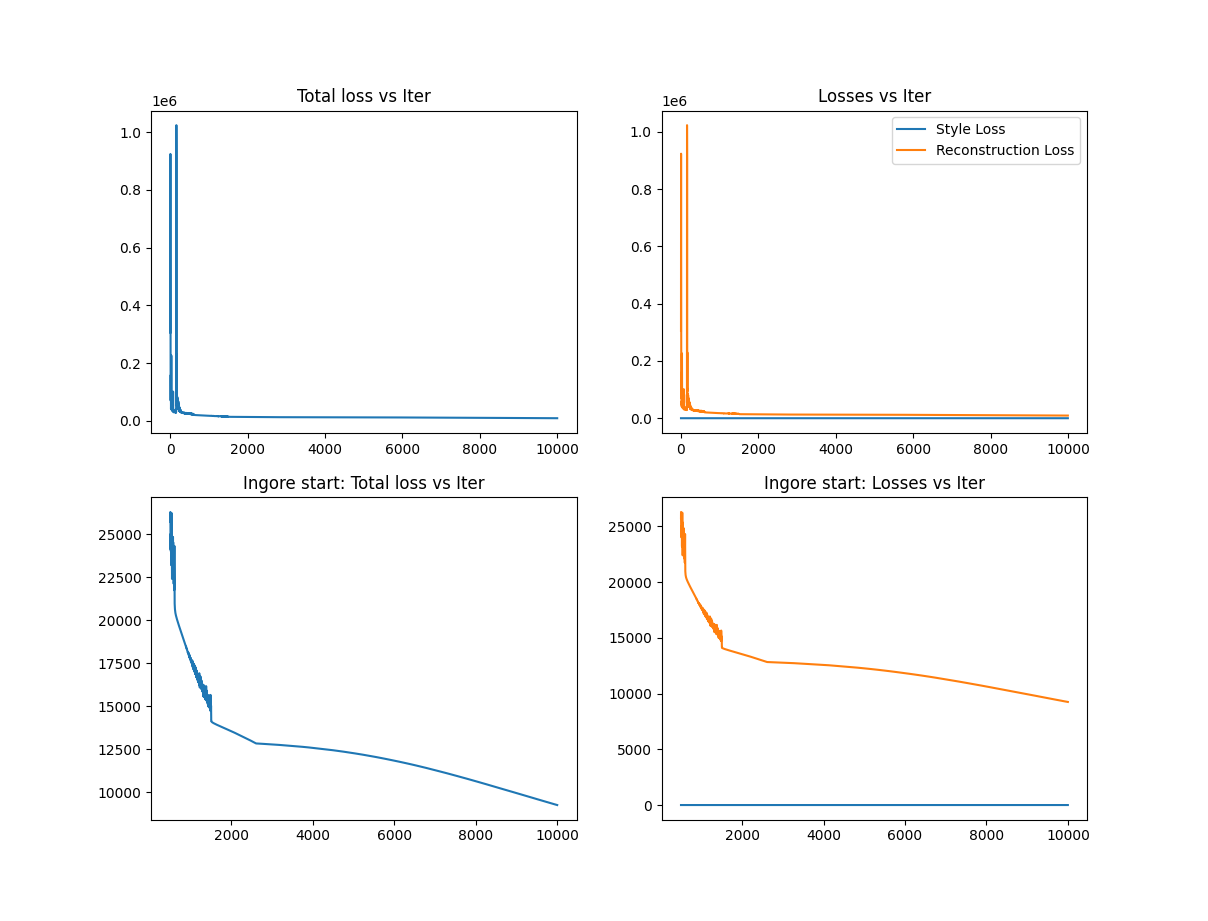 Total loss vs Iter
1e6
1.0
0.8
0.6
0.4
0.2
0.0
0 2000 4000 6000 8000 10000
Losses vs Iter
1e6
Style Loss
Reconstruction Loss
1.0
0.8
0.6
0.4
0.2
0.0
0 2000 4000 6000 8000 10000
Ingore start: Total loss vs Iter
25000
22500
20000
17500
15000
12500
10000
2000 4000 6000 8000 10000
Ingore start: Losses vs Iter
25000
20000
15000
10000
5000
0
2000 4000 6000 8000 10000